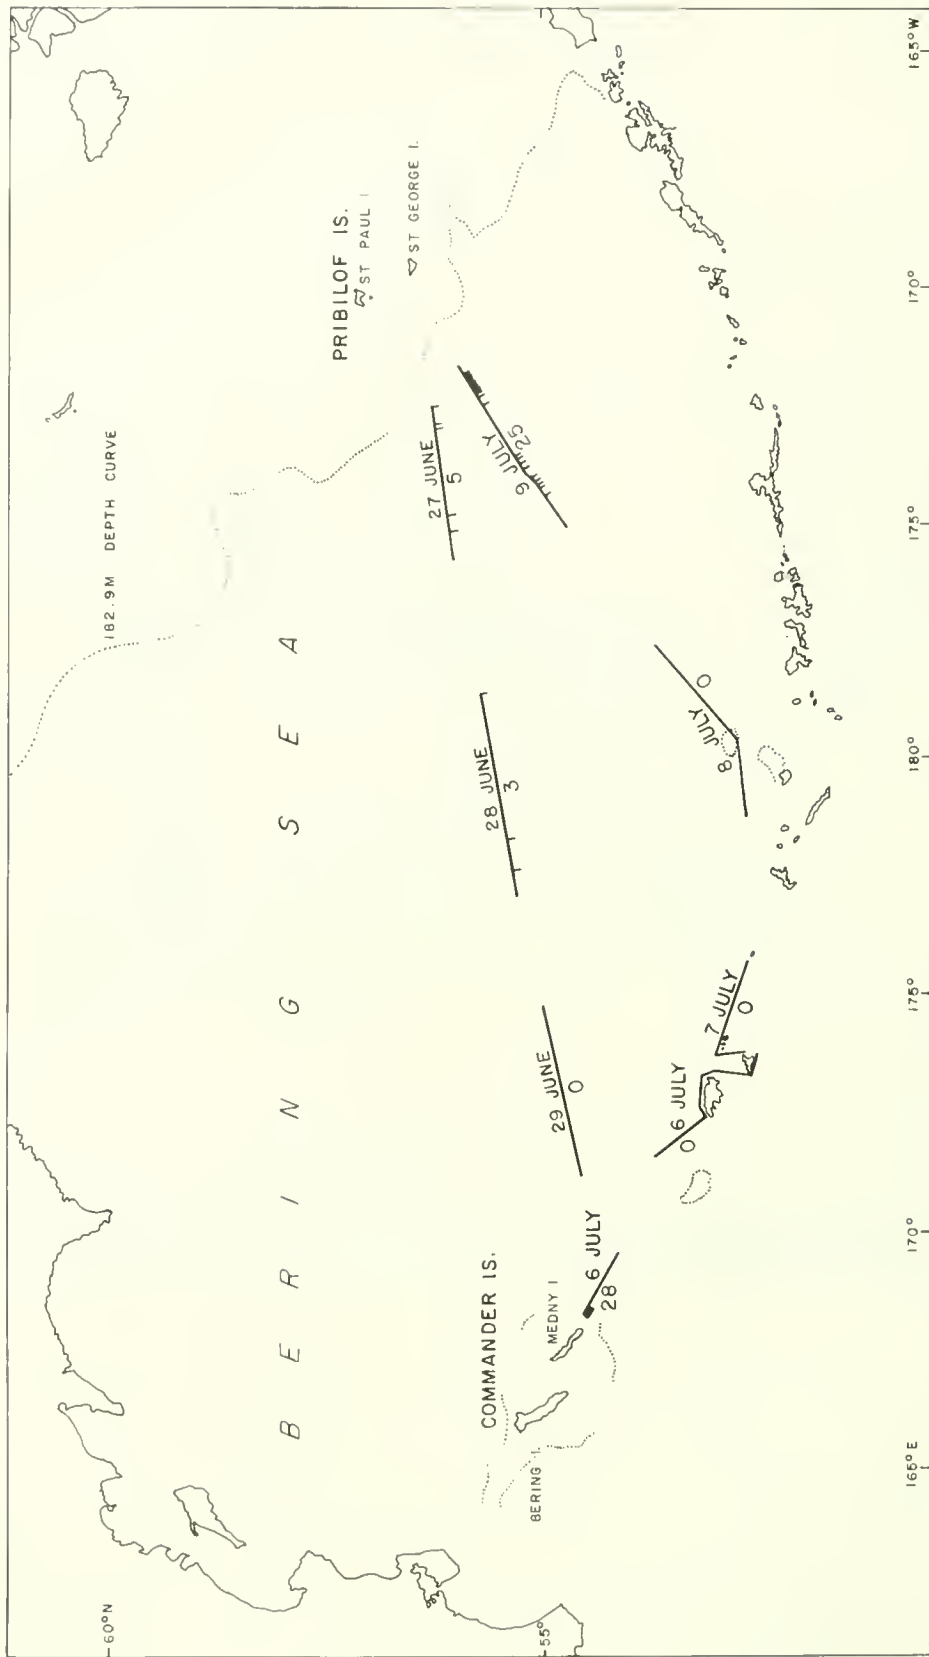 182.9M DEPTH CURVE
PRIBILOF IS.
ST PAUL I
ST GEORGE I.
BERING SEA
27 JUNE
5
9 JULY
25
28 JUNE
3
8 JULY
0
29 JUNE
0
7 JULY
0
6 JULY
0
COMMANDER IS.
MEDNY I
6 JULY
28
BERING I.
60°N
55°
165°E
170°
175°
180°
175°
170°
165°W